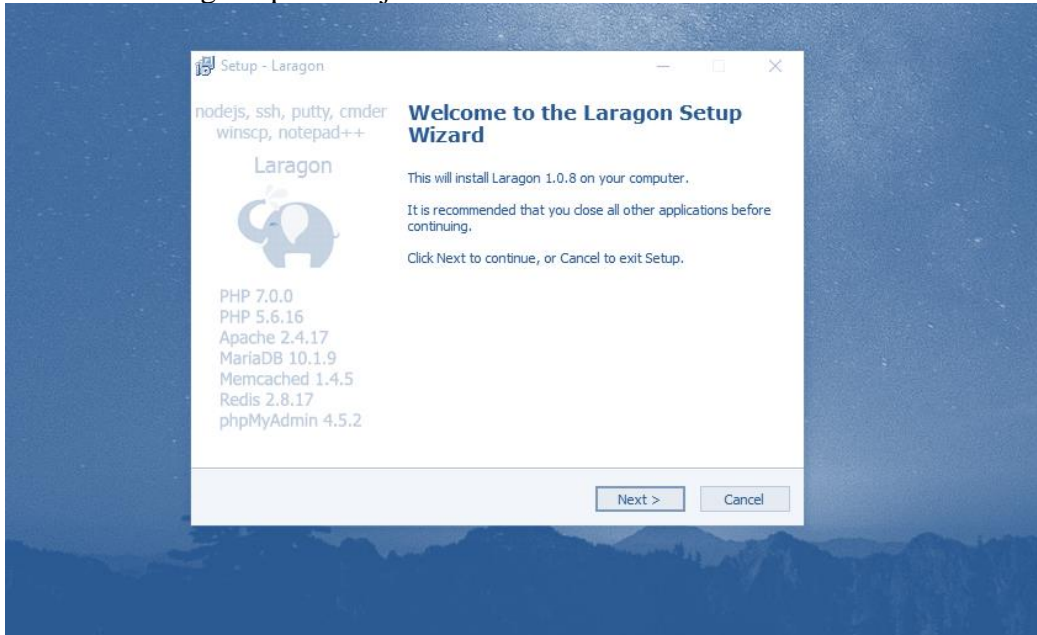 Setup - Laragon
nodejs, ssh, putty, cmder
winscp, notepad++
Laragon
PHP 7.0.0
PHP 5.6.16
Apache 2.4.17
MariaDB 10.1.9
Memcached 1.4.5
Redis 2.8.17
phpMyAdmin 4.5.2
Welcome to the Laragon Setup
Wizard
This will install Laragon 1.0.8 on your computer.
It is recommended that you close all other applications before
continuing.
Click Next to continue, or Cancel to exit Setup.
Next >
Cancel